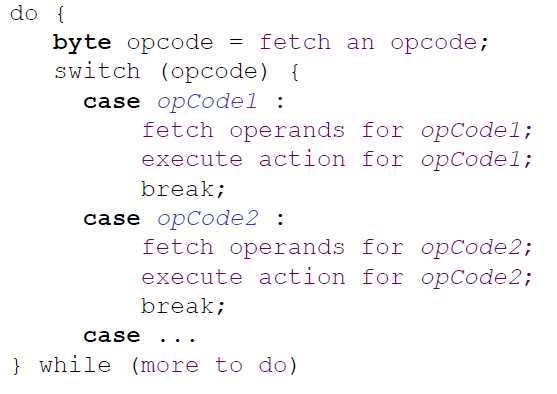 do {
byte opcode = fetch an opcode;
switch (opcode) {
case opCode1 :
fetch operands for opCode1;
execute action for opCode1;
break;
case opCode2 :
fetch operands for opCode2;
execute action for opCode2;
break;
case ...
} while (more to do)